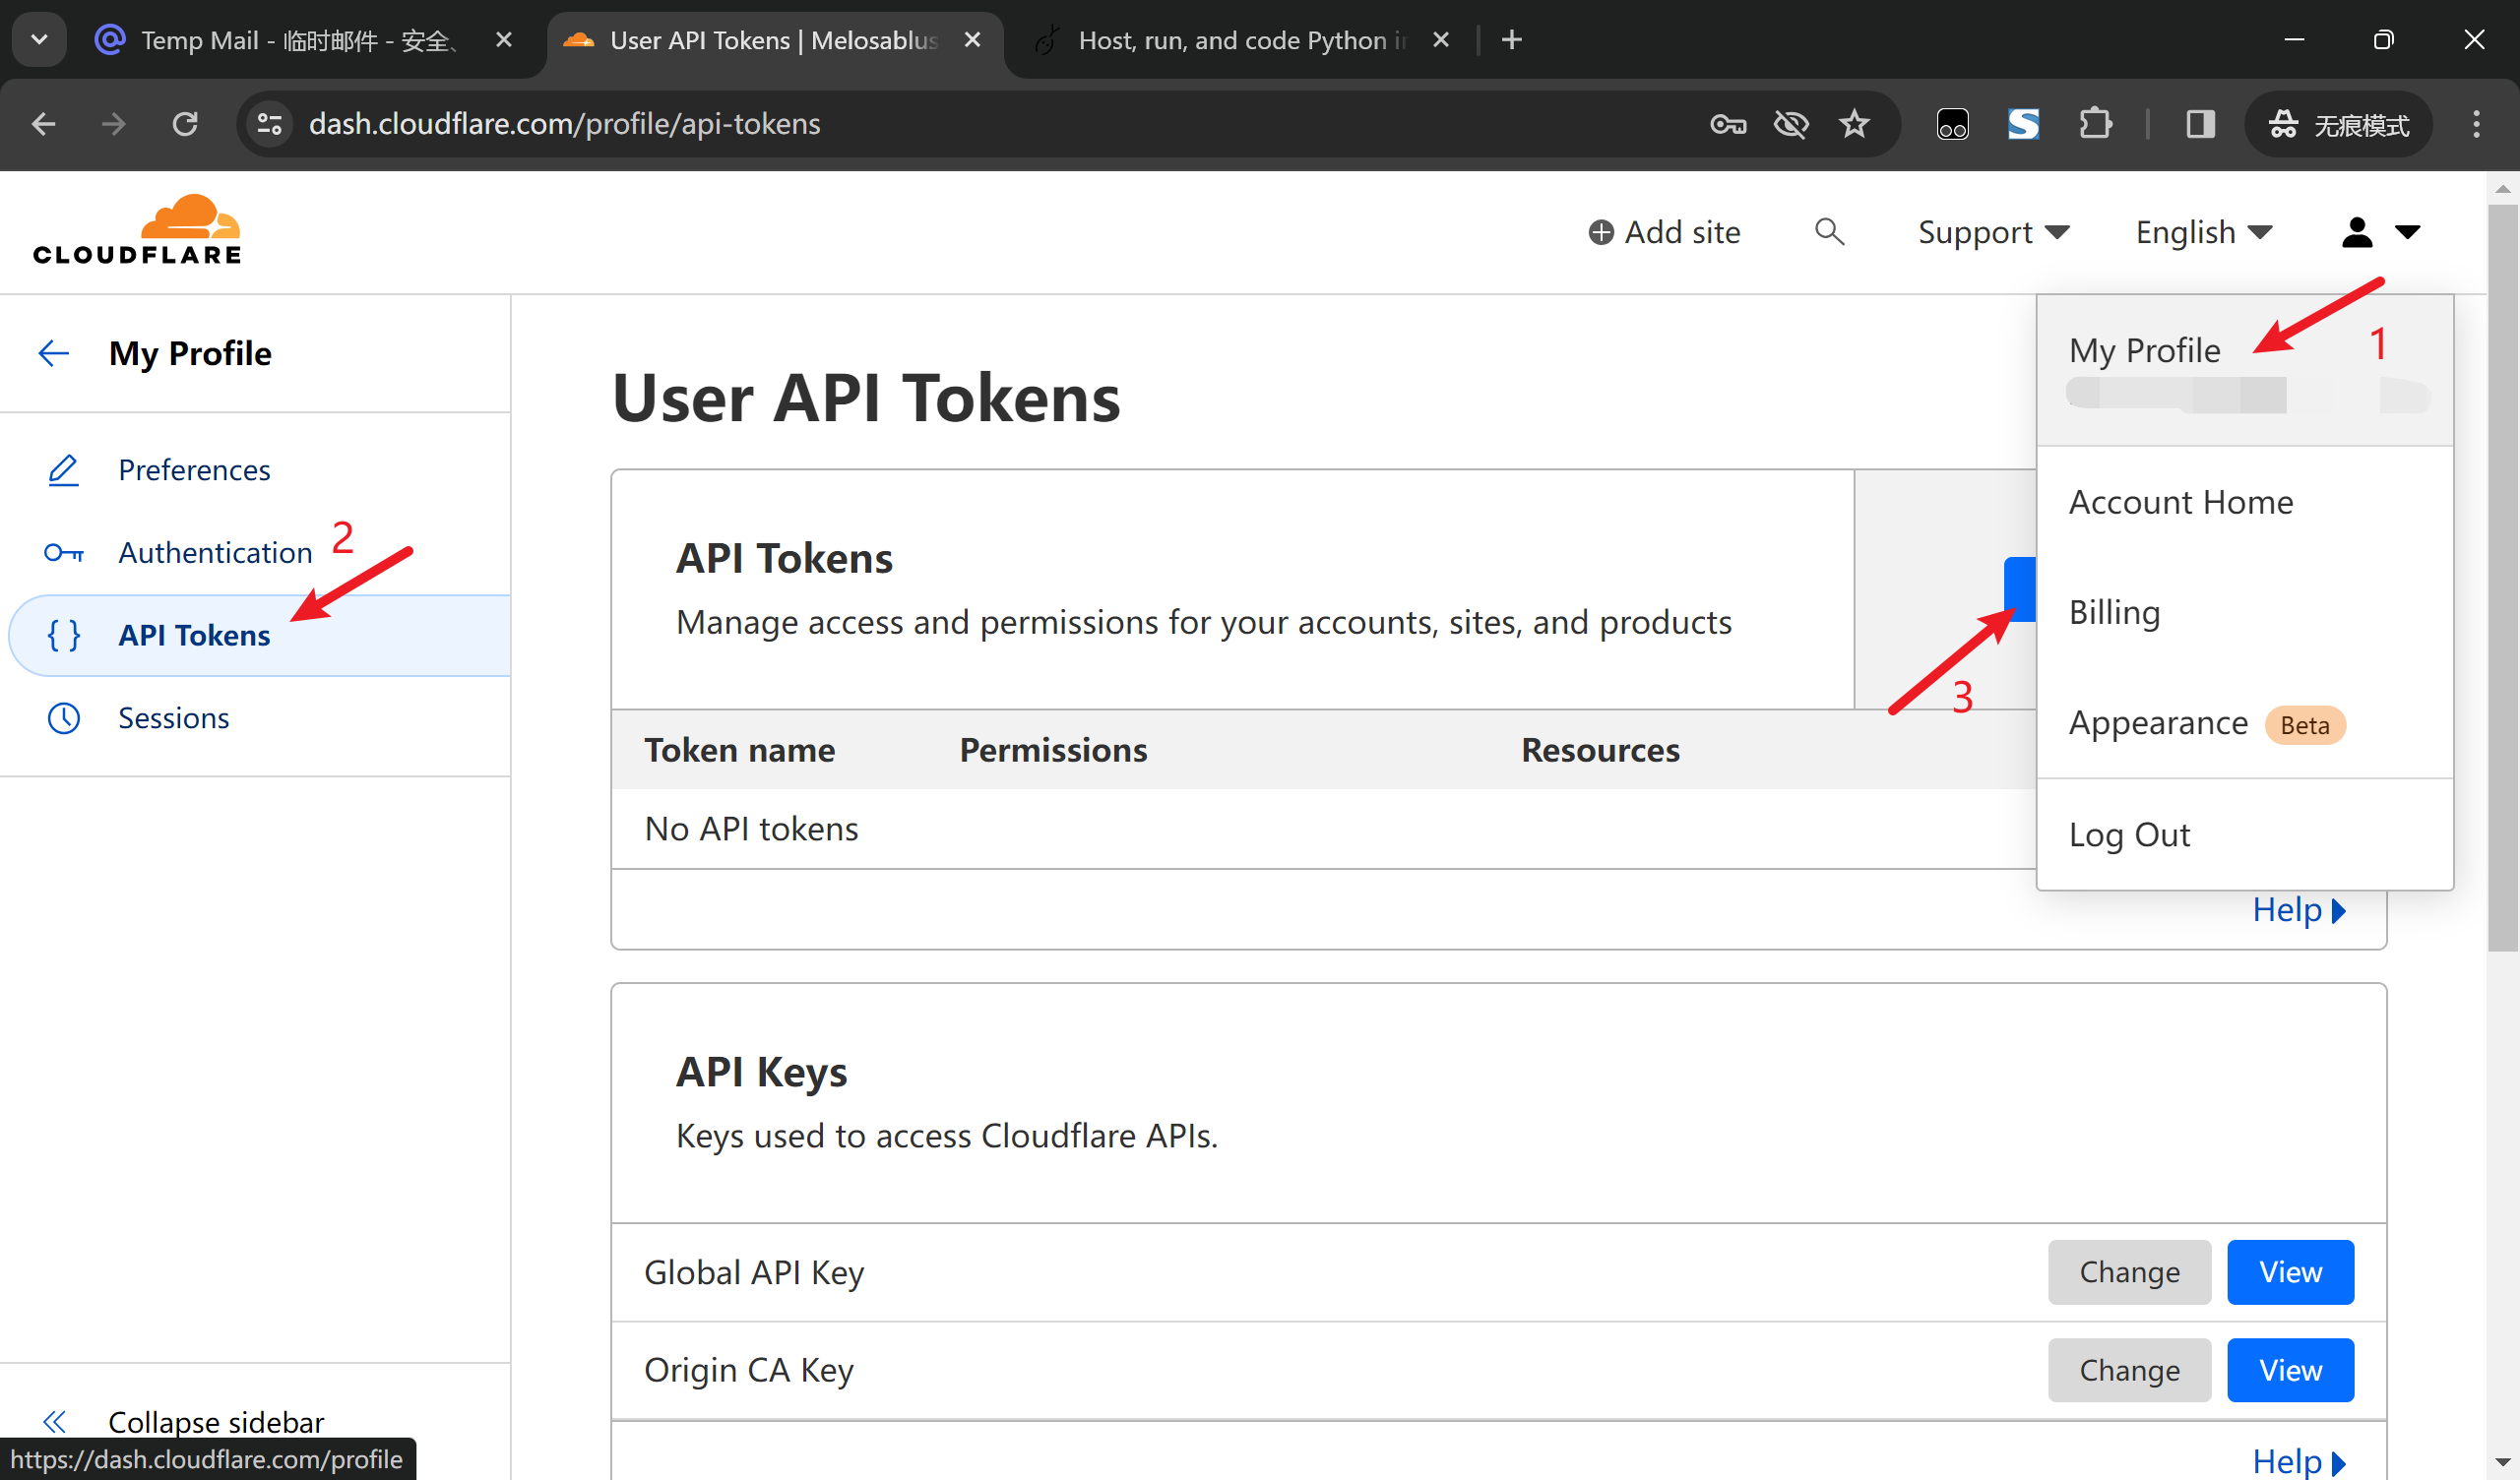 Temp Mail - 临时邮件 - 安全、
User API Tokens | Melosablus
Host, run, and code Python in
dash.cloudflare.com/profile/api-tokens
无痕模式
CLOUDFLARE
Add site
Support
English
My Profile
Preferences
Authentication
2
API Tokens
Sessions
Collapse sidebar
https://dash.cloudflare.com/profile
User API Tokens
API Tokens
Manage access and permissions for your accounts, sites, and products
3
Token name Permissions Resources
No API tokens
Help
My Profile
1
Account Home
Billing
Appearance Beta
Log Out
API Keys
Keys used to access Cloudflare APIs.
Global API Key Change View
Origin CA Key Change View
Help